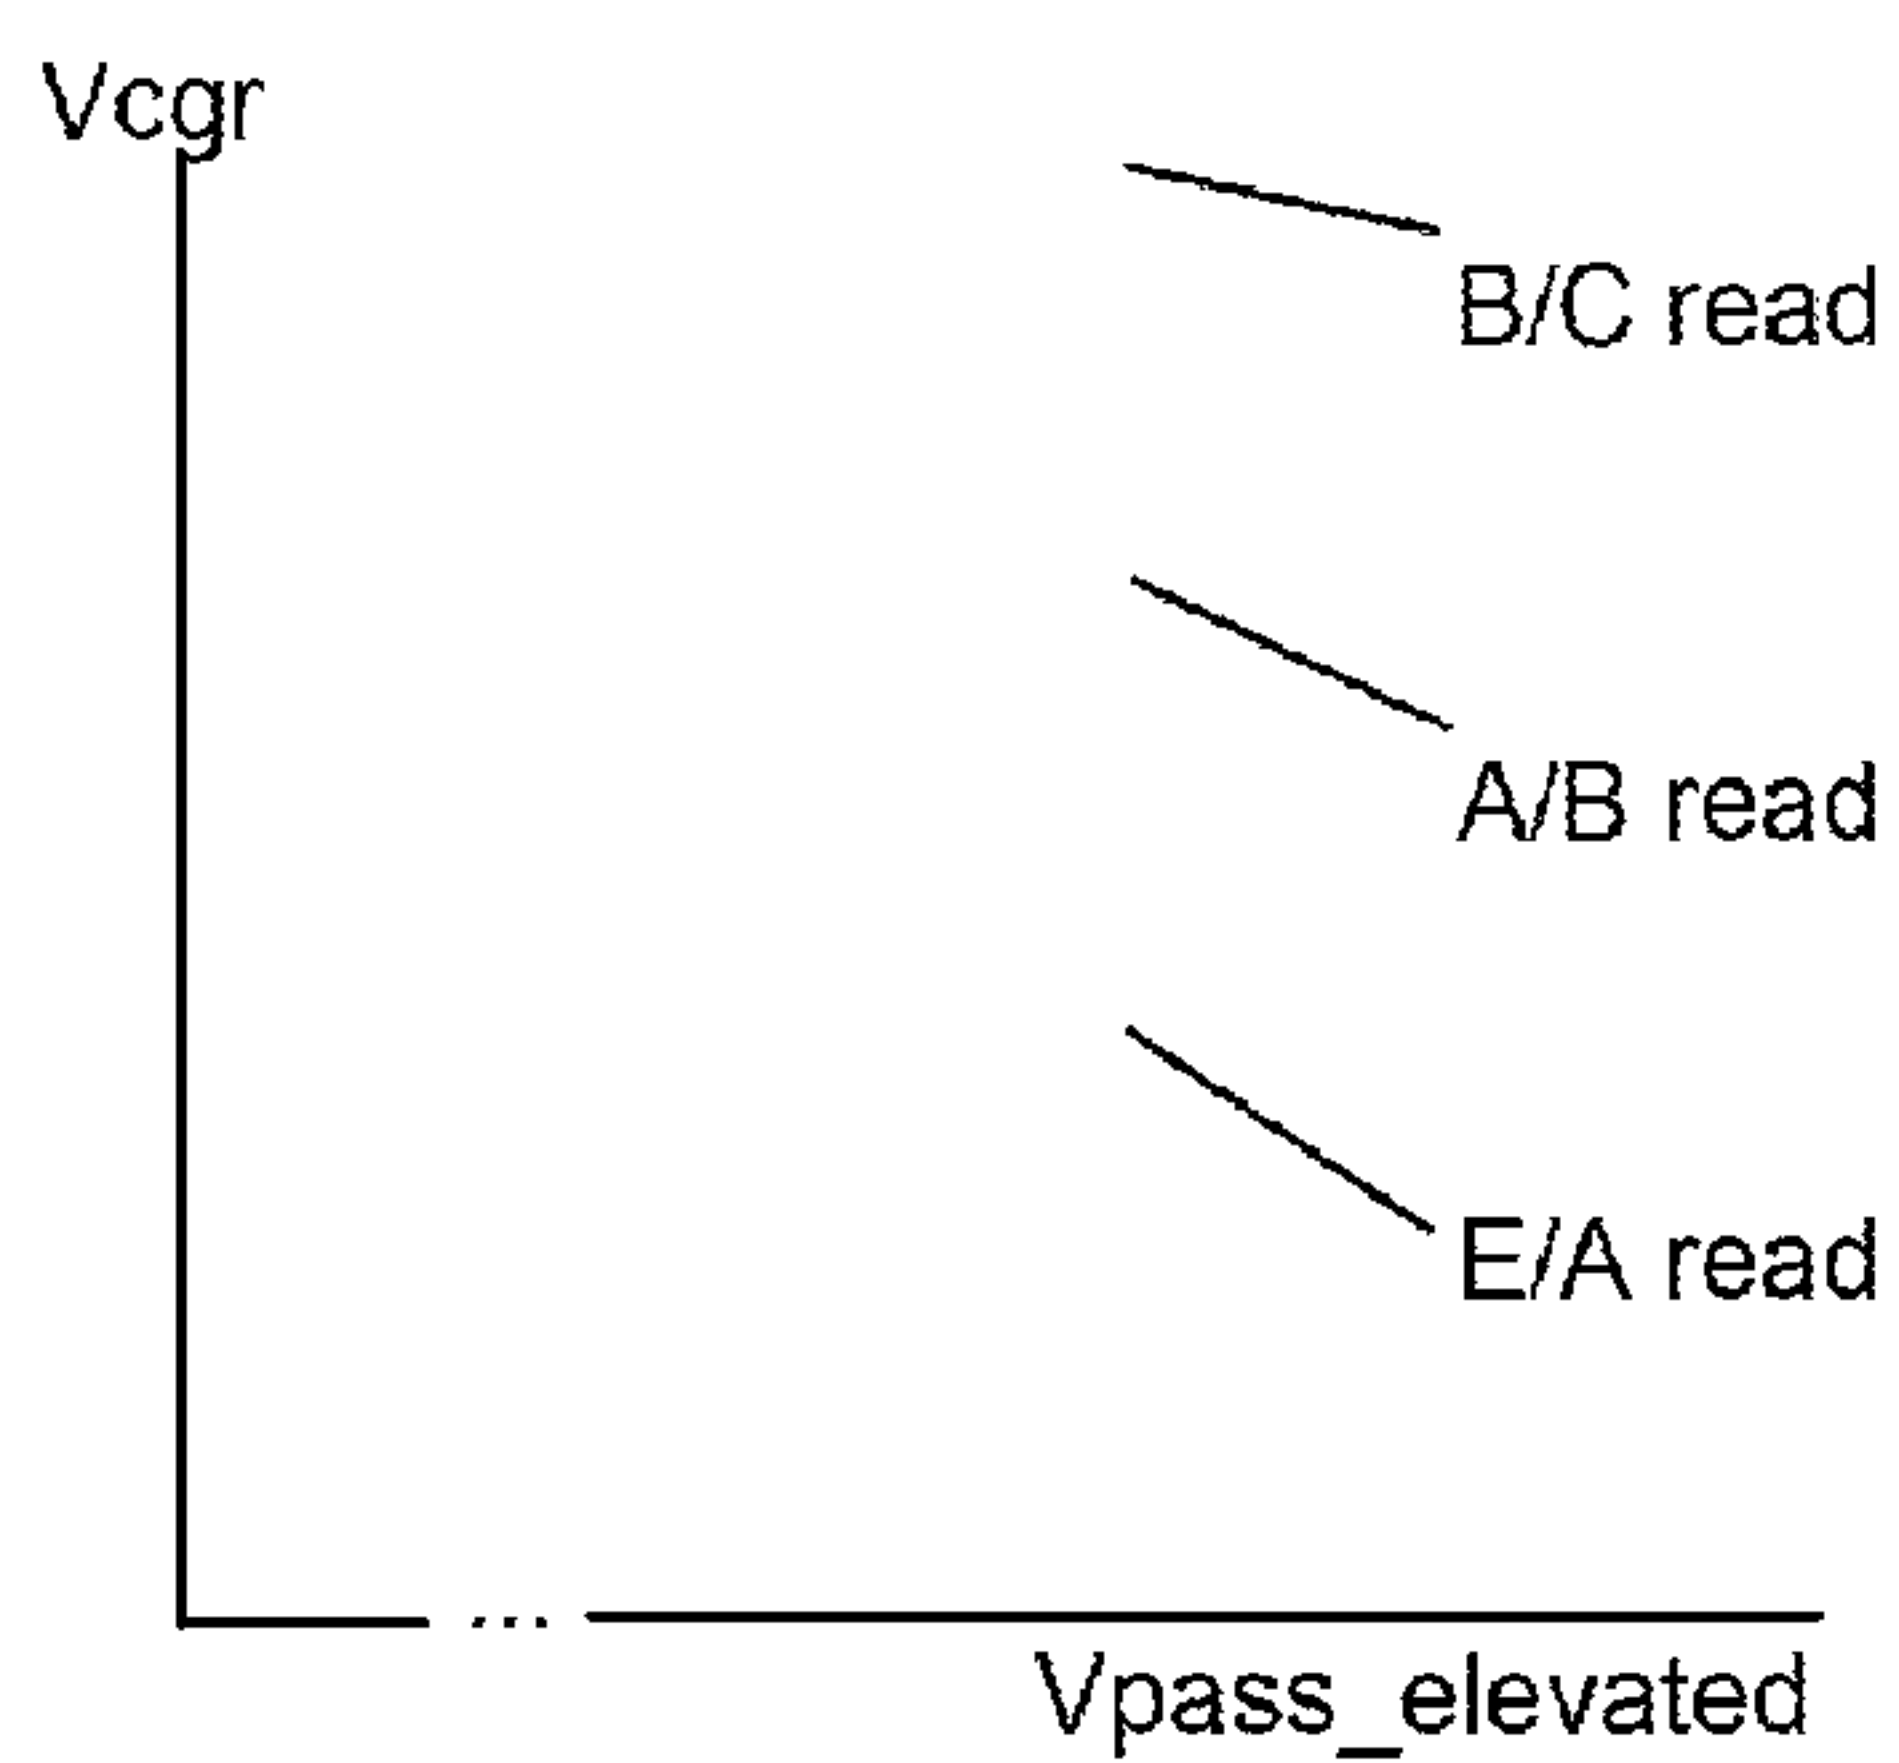 Vcgr
B/C read
A/B read
E/A read
...
Vpass_elevated